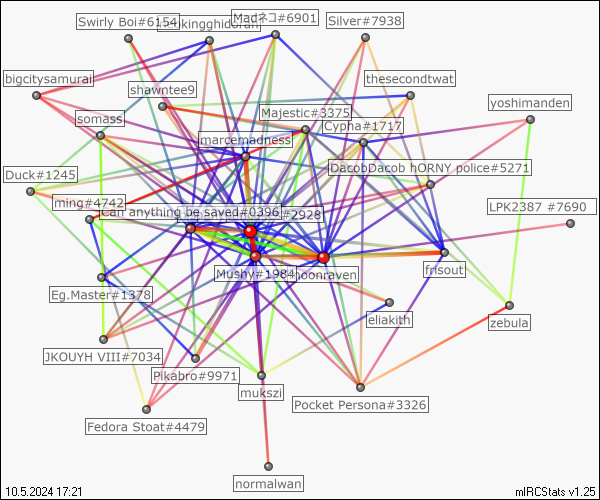 Swirly Boi#6154
kingghidorah
Madネコ#6901
Silver#7938
bigcitysamurai
thesecondtwat
shawntee9
yoshimanden
somass
Majestic#3375
Cypha#1717
marcemadness
DacobDacob hORNY police#5271
Duck#1245
ming#4742
LPK2387 #7690
Can anything be saved#0396
#2928
Mushy#1984
moonraven
frisout
Eg.Master#1378
eliakith
zebula
JKOUYH VIII#7034
Pikabro#9971
mukszi
Pocket Persona#3326
Fedora Stoat#4479
normalwan
10.5.2024 17:21
mIRCStats v1.25